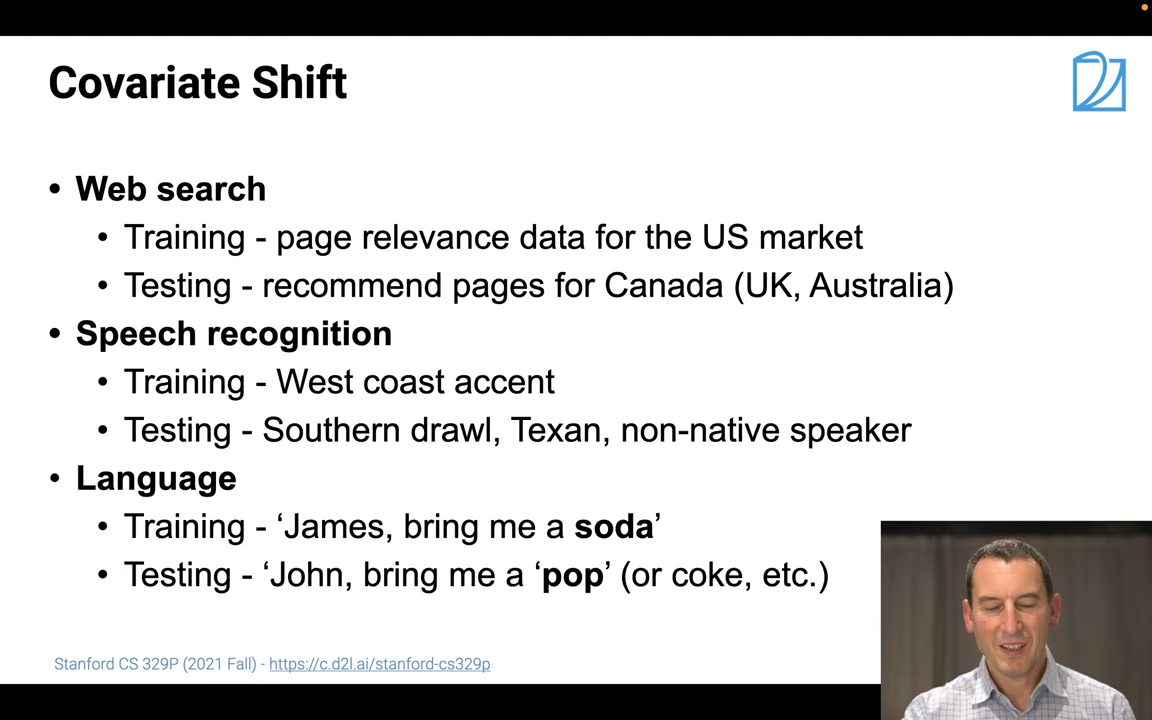 Covariate Shift
• Web search
• Training - page relevance data for the US market
• Testing - recommend pages for Canada (UK, Australia)
• Speech recognition
• Training - West coast accent
• Testing - Southern drawl, Texan, non-native speaker
• Language
• Training - ‘James, bring me a soda’
• Testing - ‘John, bring me a ‘pop’ (or coke, etc.)
Stanford CS 329P (2021 Fall) - https://c.d2l.ai/stanford-cs329p